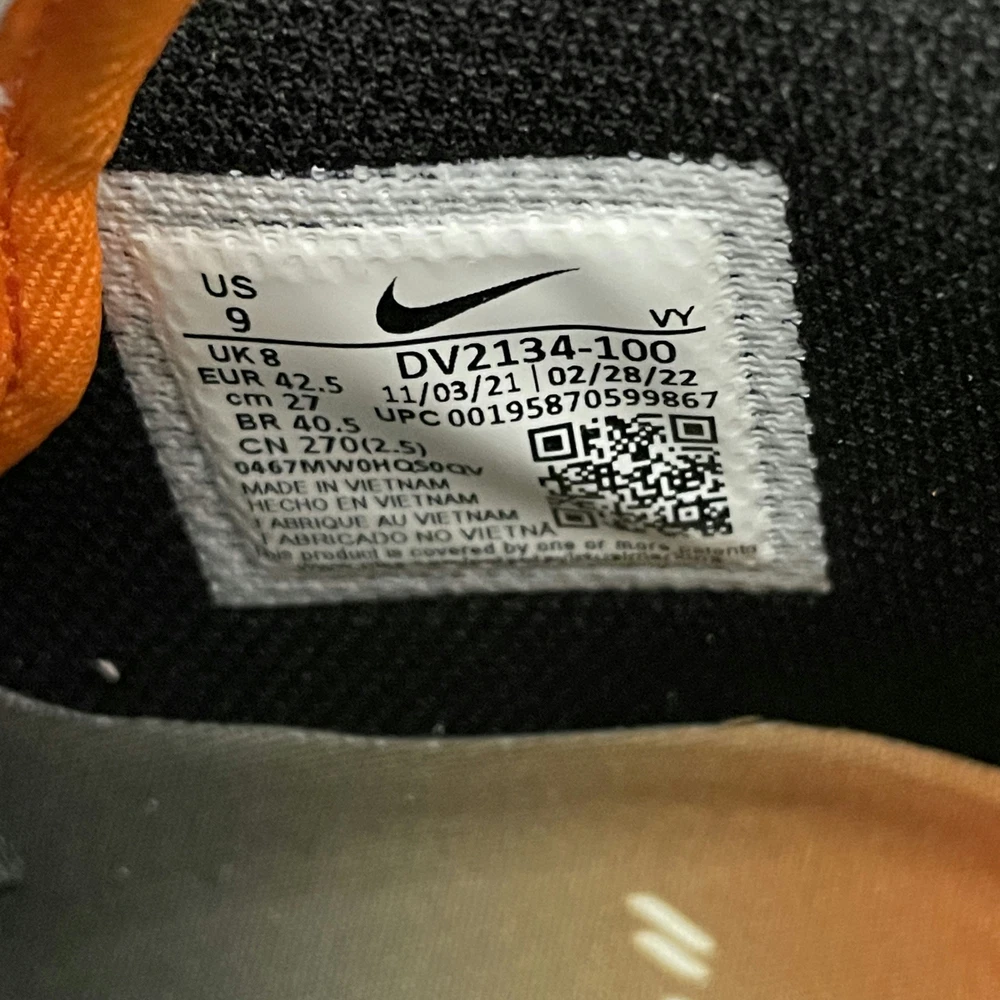 US
9
VY
UK 8
DV2134-100
EUR 42.5
11/03/21 | 02/28/22
cm 27
UPC 00195870599867
BR 40.5
CN 270(2.5)
0467MW0HQS0QV
MADE IN VIETNAM
HECHO EN VIETNAM
FABRIQUE AU VIETNAM
FABRICADO NO VIETNÃ
This product is covered by one or more patents